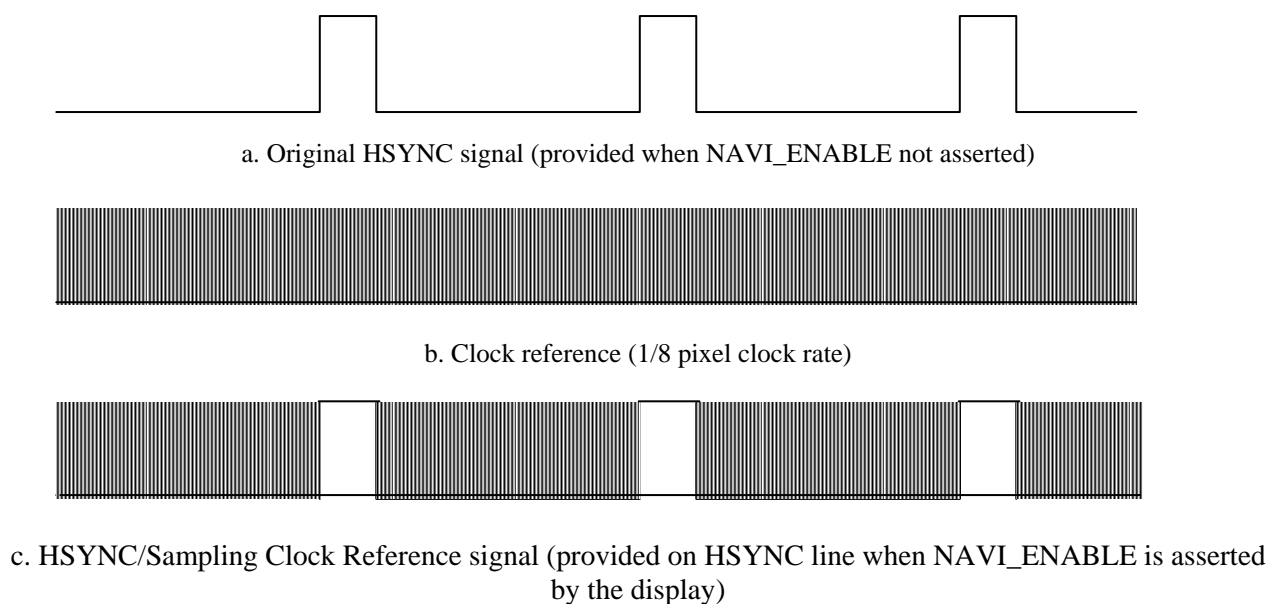 a. Original HSYNC signal (provided when NAVI_ENABLE not asserted)
b. Clock reference (1/8 pixel clock rate)
c. HSYNC/Sampling Clock Reference signal (provided on HSYNC line when NAVI_ENABLE is asserted
by the display)